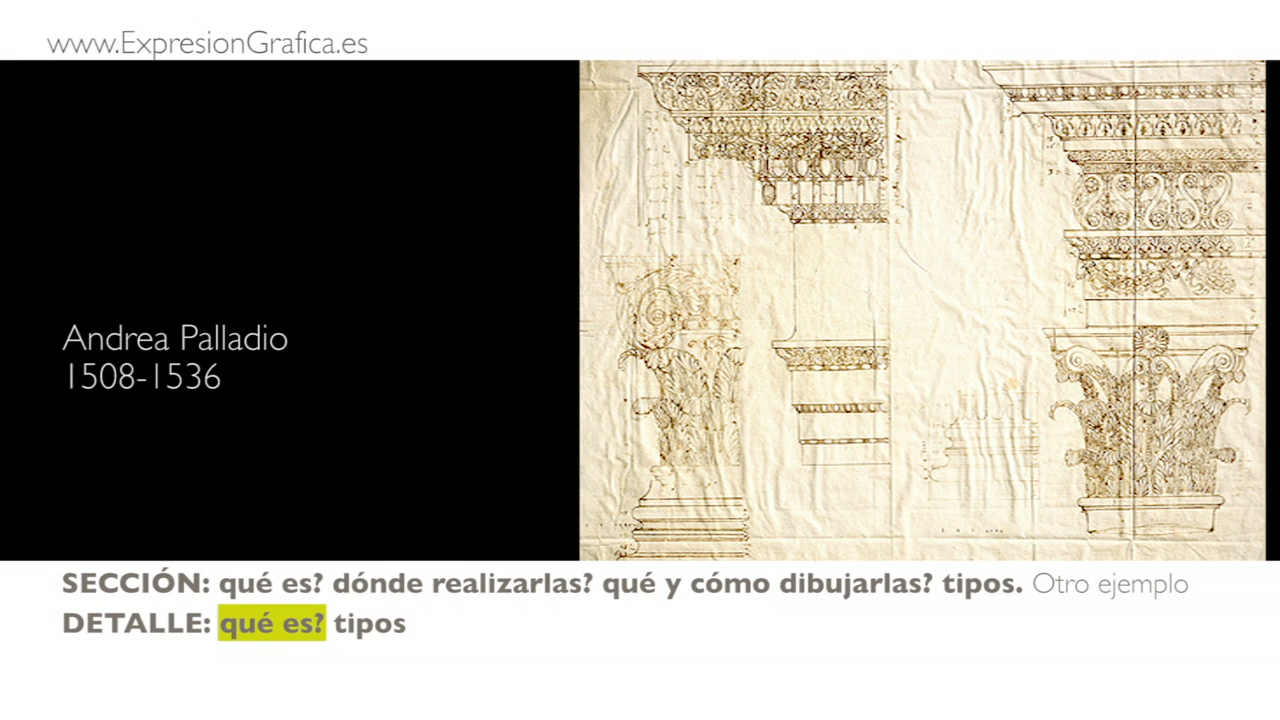 www.ExpresionGrafica.es
Andrea Palladio
1508-1536
SECCIÓN: qué es? dónde realizarlas? qué y cómo dibujarlas? tipos. Otro ejemplo
DETALLE: qué es? tipos